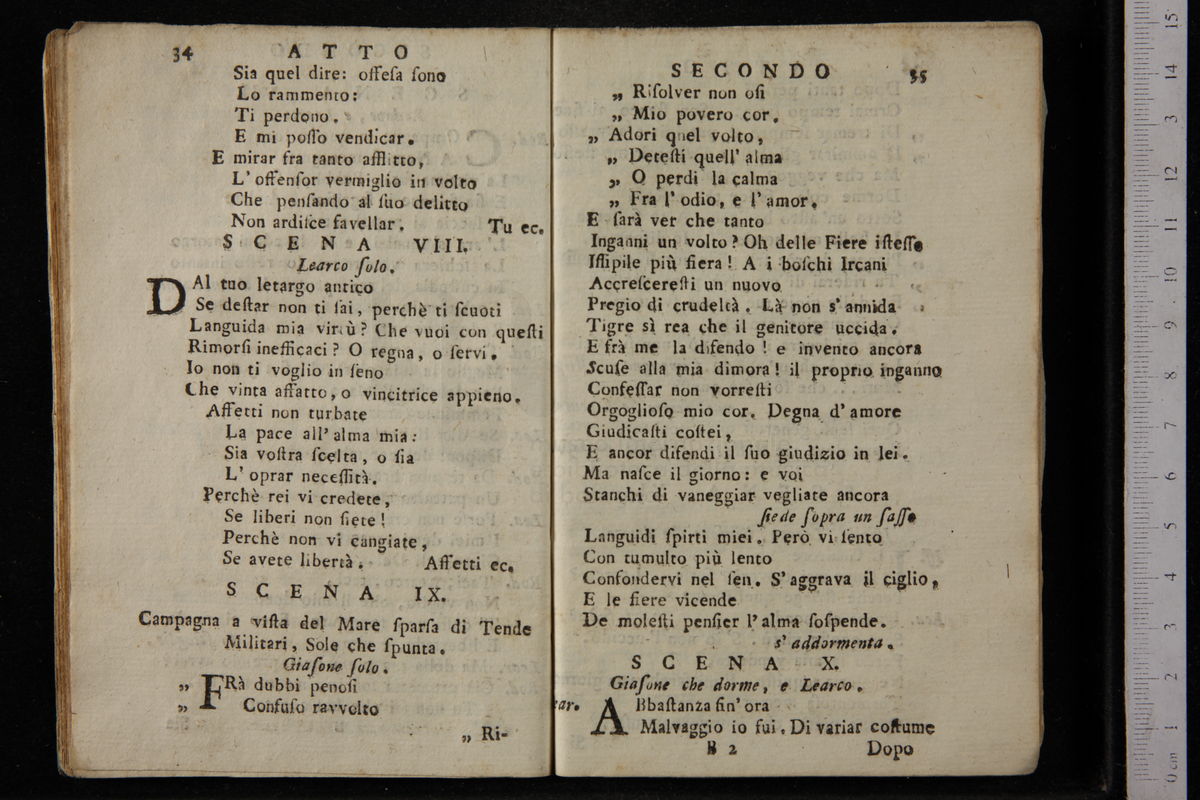 34 ATTO
Sia quel dire: offeſa ſono
Lo rammento:
Ti perdono.
E mi poſſo vendicar.
E mirar fra tanto afflitto,
L' offenſor vermiglio in volto
Che penſando al ſuo delitto
Non ardiſce favellar. Tu ec.
SCENA VIII.
Learco ſolo.
DAl tuo letargo antico
Se deſtar non ti ſai, perchè ti ſcuoti
Languida mia virtù? Che vuoi con queſti
Rimorſi inefficaci? O regna, o ſervi.
Io non ti voglio in ſeno
Che vinta affatto, o vincitrice appieno.
Affetti non turbate
La pace all' alma mia:
Sia voſtra ſcelta, o ſia
L' oprar neceſſità.
Perchè rei vi credete,
Se liberi non ſiete!
Perchè non vi cangiate,
Se avete libertà. Affetti ec.
SCENA IX.
Campagna a viſta del Mare ſparſa di Tende
Militari, Sole che ſpunta.
Giaſone ſolo.
„ FRà dubbi penoſi
„ Confuſo ravvolto
„ Ri-
SECONDO 35
„ Riſolver non oſi
„ Mio povero cor.
„ Adori quel volto,
„ Deteſti quell' alma
„ O perdi la calma
„ Fra l' odio, e l' amor.
E ſarà ver che tanto
Inganni un volto? Oh delle Fiere iſteſſe
Iſſipile più fiera! A i boſchi Ircani
Accreſcereſti un nuovo
Pregio di crudeltà. Là non s' annida
Tigre sì rea che il genitore uccida.
E frà me la difendo! e invento ancora
Scuſe alla mia dimora! il proprio inganno
Confeſſar non vorreſti
Orgoglioſo mio cor. Degna d' amore
Giudicaſti coſtei,
E ancor difendi il ſuo giudizio in lei.
Ma naſce il giorno: e voi
Stanchi di vaneggiar vegliate ancora
ſiede ſopra un ſaſſo
Languidi ſpirti miei. Però vi ſento
Con tumulto più lento
Confondervi nel ſen. S' aggrava il ciglio,
E le fiere vicende
De moleſti penſier l' alma ſoſpende.
s' addormenta.
SCENA X.
Giaſone che dorme, e Learco.
ear. ABbaſtanza ſin' ora
Malvaggio io fui. Di variar coſtume
B 2 Dopo